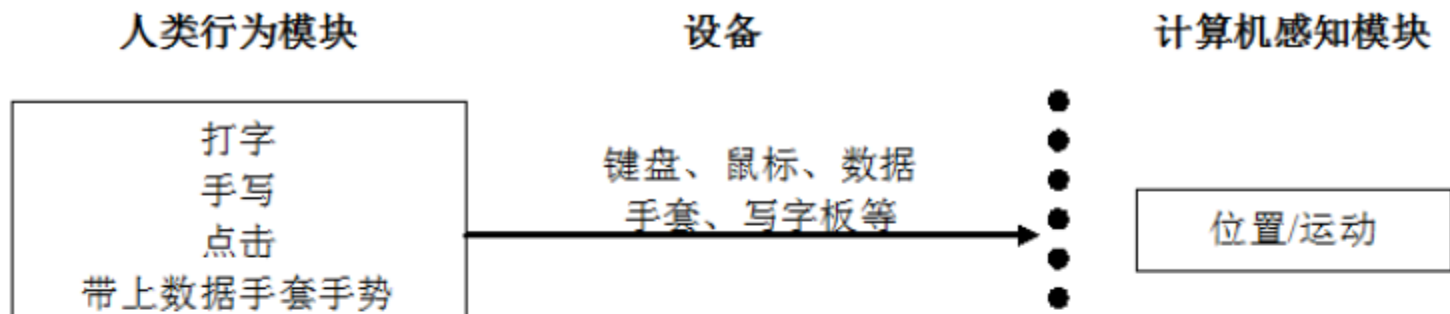 人类行为模块
设备
计算机感知模块
打字
手写
点击
带上数据手套手势
键盘、鼠标、数据
手套、写字板等
位置/运动